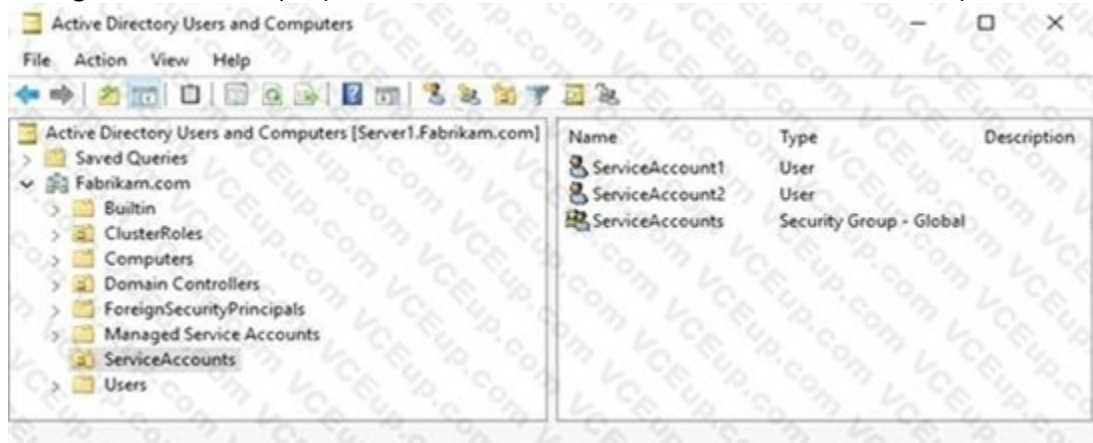 Active Directory Users and Computers
File Action View Help
Active Directory Users and Computers [Server1.Fabrikam.com]
Saved Queries
Fabrikam.com
Builtin
ClusterRoles
Computers
Domain Controllers
ForeignSecurityPrincipals
Managed Service Accounts
ServiceAccounts
Users
Name Type Description
ServiceAccount1 User
ServiceAccount2 User
ServiceAccounts Security Group - Global
VCEup.com